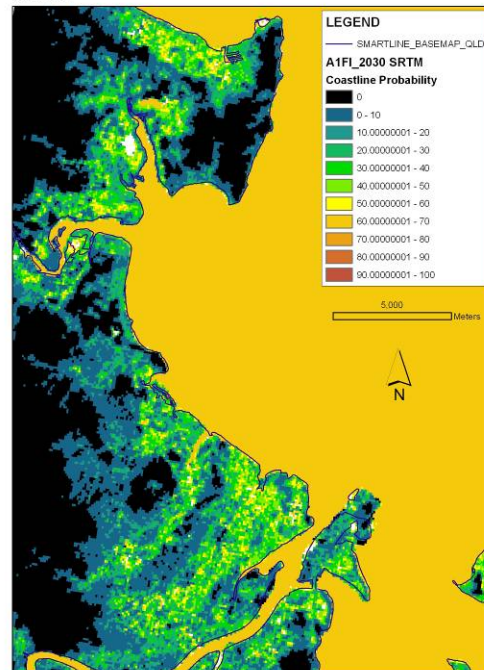 LEGEND
SMARTLINE_BASEMAP_QLD
A1FI_2030 SRTM
Coastline Probability
0
0 - 10
10.00000001 - 20
20.00000001 - 30
30.00000001 - 40
40.00000001 - 50
50.00000001 - 60
60.00000001 - 70
70.00000001 - 80
80.00000001 - 90
90.00000001 - 100
5,000
Meters
N